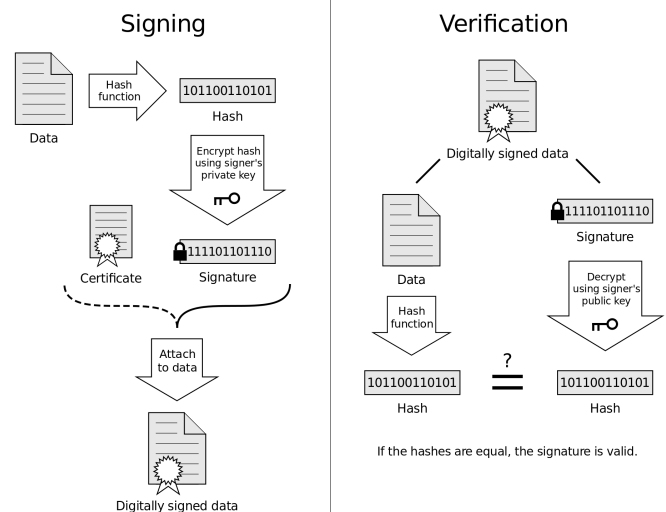 Signing
Data
Hash
function
101100110101
Hash
Encrypt hash
using signer's
private key
Certificate
111101101110
Signature
Attach
to data
Digitally signed data
Verification
Digitally signed data
Data
111101101110
Signature
Hash
function
Decrypt
using signer's
public key
101100110101
Hash
?
101100110101
Hash
If the hashes are equal, the signature is valid.